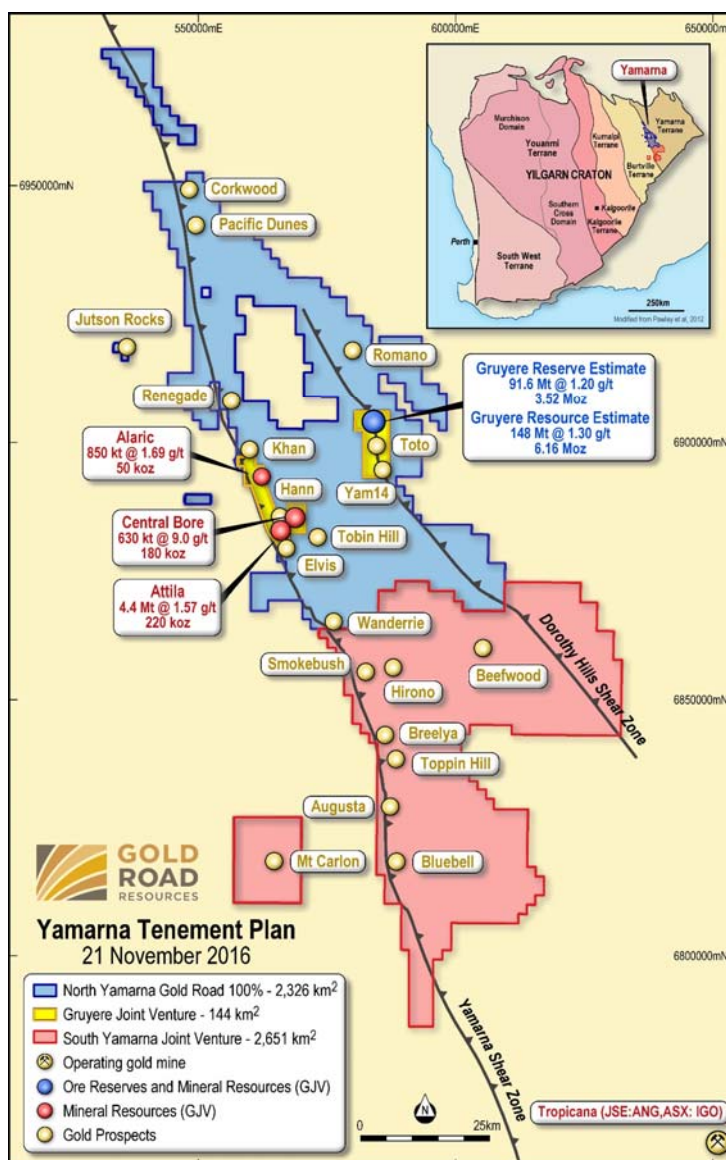 550000mE
600000mE
650000mE
6950000mN
Corkwood
Pacific Dunes
Jutson Rocks
Romano
Renegade
Khan
Alaric
850 kt @ 1.69 g/t
50 koz
Hann
Central Bore
630 kt @ 9.0 g/t
180 koz
Attila
4.4 Mt @ 1.57 g/t
220 koz
Elvis
Tobin Hill
Toto
Yam14
Gruyere Reserve Estimate
91.6 Mt @ 1.20 g/t
3.52 Moz
Gruyere Resource Estimate
148 Mt @ 1.30 g/t
6.16 Moz
6900000mN
Wanderrie
Smokebush
Hirono
Beefwood
Dorothy Hills Shear Zone
6850000mN
Breelya
Toppin Hill
Augusta
Mt Carlon
Bluebell
6800000mN
Yamarna Shear Zone
Tropicana (JSE:ANG,ASX: IGO)
Yamarna
Murchison
Domain
Youanmi
Terrane
Kurnalpi
Terrane
Yamarna
Terrane
Burtville
Terrane
YILGARN CRATON
Southern
Cross
Domain
Kalgoorlie
Kalgoorlie
Terrane
Perth
South West
Terrane
250km
Modified from Pawley et al, 2012
GOLD
ROAD
RESOURCES
Yamarna Tenement Plan
21 November 2016
North Yamarna Gold Road 100% - 2,326 km²
Gruyere Joint Venture - 144 km²
South Yamarna Joint Venture - 2,651 km²
Operating gold mine
Ore Reserves and Mineral Resources (GJV)
Mineral Resources (GJV)
Gold Prospects
N
0
25km